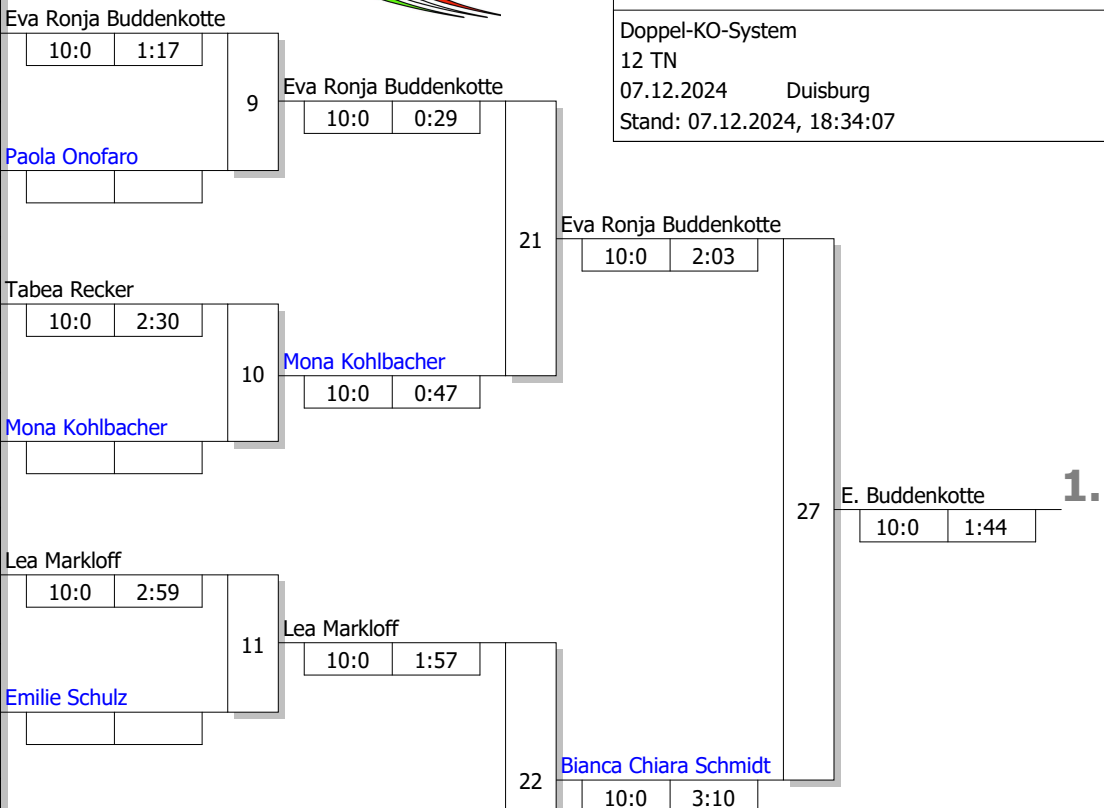 Eva Ronja Buddenkotte
10:0 1:17
9
Paola Onofaro
Eva Ronja Buddenkotte
10:0 0:29
Doppel-KO-System
12 TN
07.12.2024 Duisburg
Stand: 07.12.2024, 18:34:07
21
Eva Ronja Buddenkotte
10:0 2:03
Tabea Recker
10:0 2:30
10
Mona Kohlbacher
Mona Kohlbacher
10:0 0:47
27
E. Buddenkotte
10:0 1:44
1.
Lea Markloff
10:0 2:59
11
Emilie Schulz
Lea Markloff
10:0 1:57
22
Bianca Chiara Schmidt
10:0 3:10